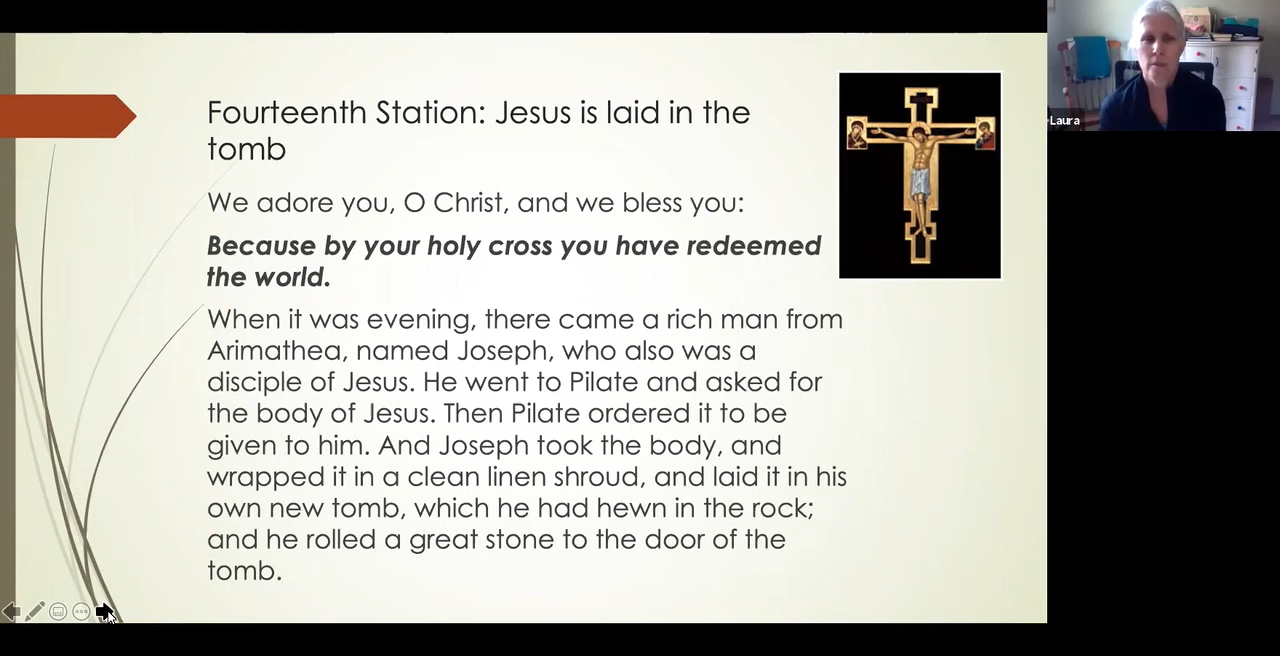 Fourteenth Station: Jesus is laid in the
tomb
We adore you, O Christ, and we bless you:
Because by your holy cross you have redeemed
the world.
When it was evening, there came a rich man from
Arimathea, named Joseph, who also was a
disciple of Jesus. He went to Pilate and asked for
the body of Jesus. Then Pilate ordered it to be
given to him. And Joseph took the body, and
wrapped it in a clean linen shroud, and laid it in his
own new tomb, which he had hewn in the rock;
and he rolled a great stone to the door of the
tomb.
Laura